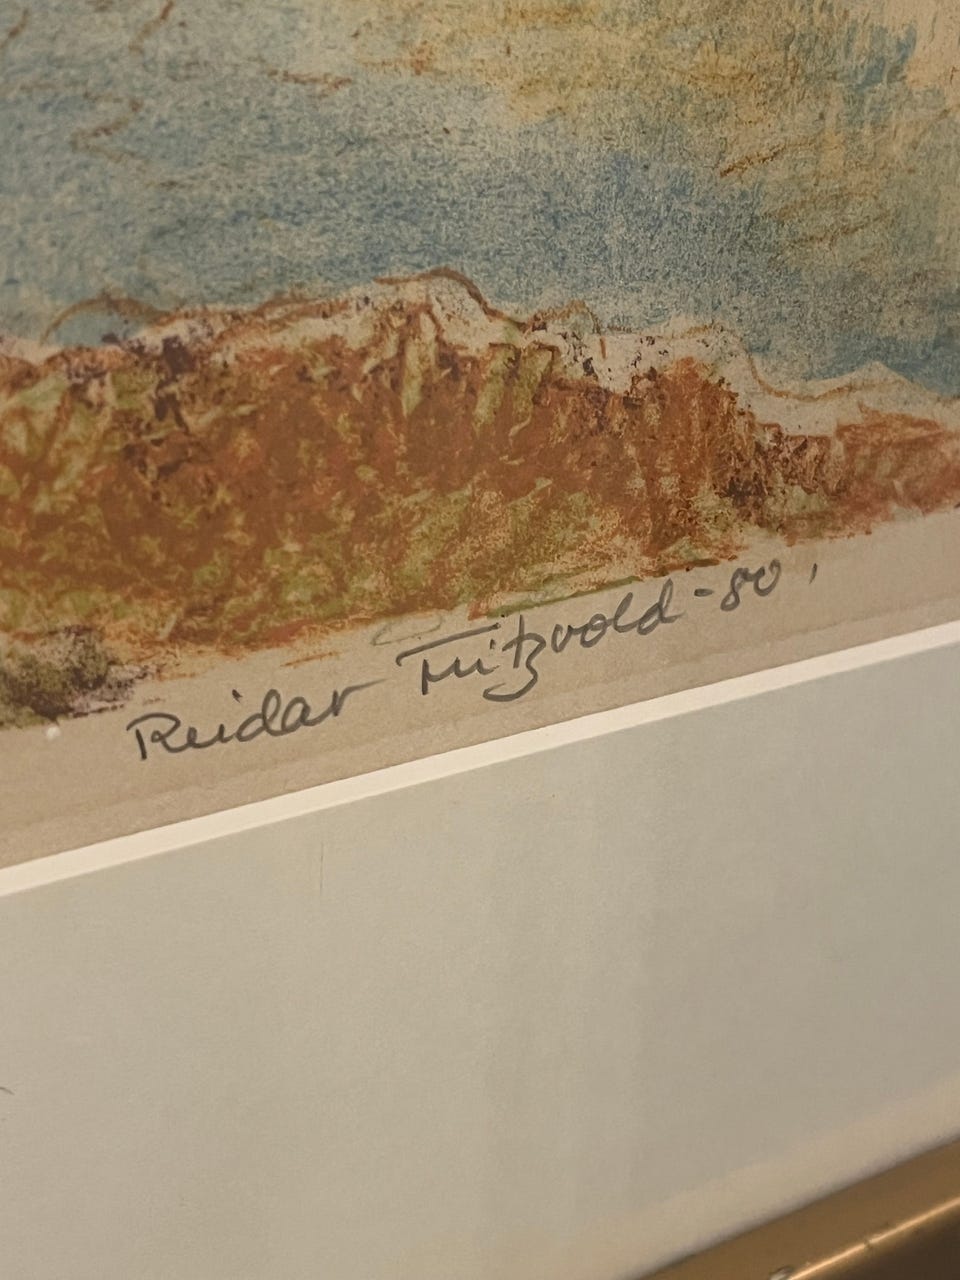 Reidar Fritzvold - 80,